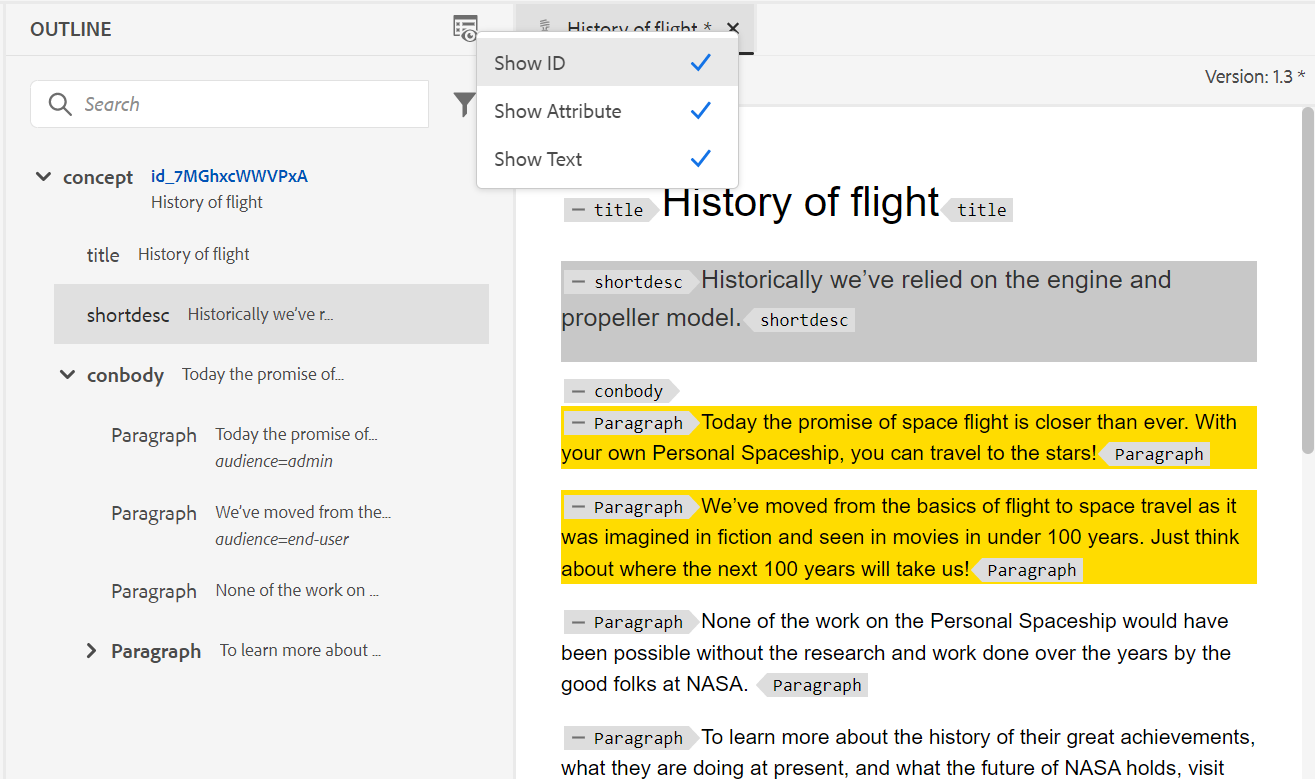 OUTLINE
Search
concept id_7MGhxcWWVPxA
History of flight
title History of flight
shortdesc Historically we've r...
conbody Today the promise of...
Paragraph Today the promise of...
audience=admin
Paragraph We've moved from the...
audience=end-user
Paragraph None of the work on ...
Paragraph To learn more about ...
Show ID
Show Attribute
Show Text
History of flight *
Version: 1.3 *
title History of flight title
shortdesc Historically we've relied on the engine and
propeller model. shortdesc
conbody
Paragraph Today the promise of space flight is closer than ever. With
your own Personal Spaceship, you can travel to the stars! Paragraph
Paragraph We've moved from the basics of flight to space travel as it
was imagined in fiction and seen in movies in under 100 years. Just think
about where the next 100 years will take us! Paragraph
Paragraph None of the work on the Personal Spaceship would have
been possible without the research and work done over the years by the
good folks at NASA. Paragraph
Paragraph To learn more about the history of their great achievements,
what they are doing at present, and what the future of NASA holds, visit